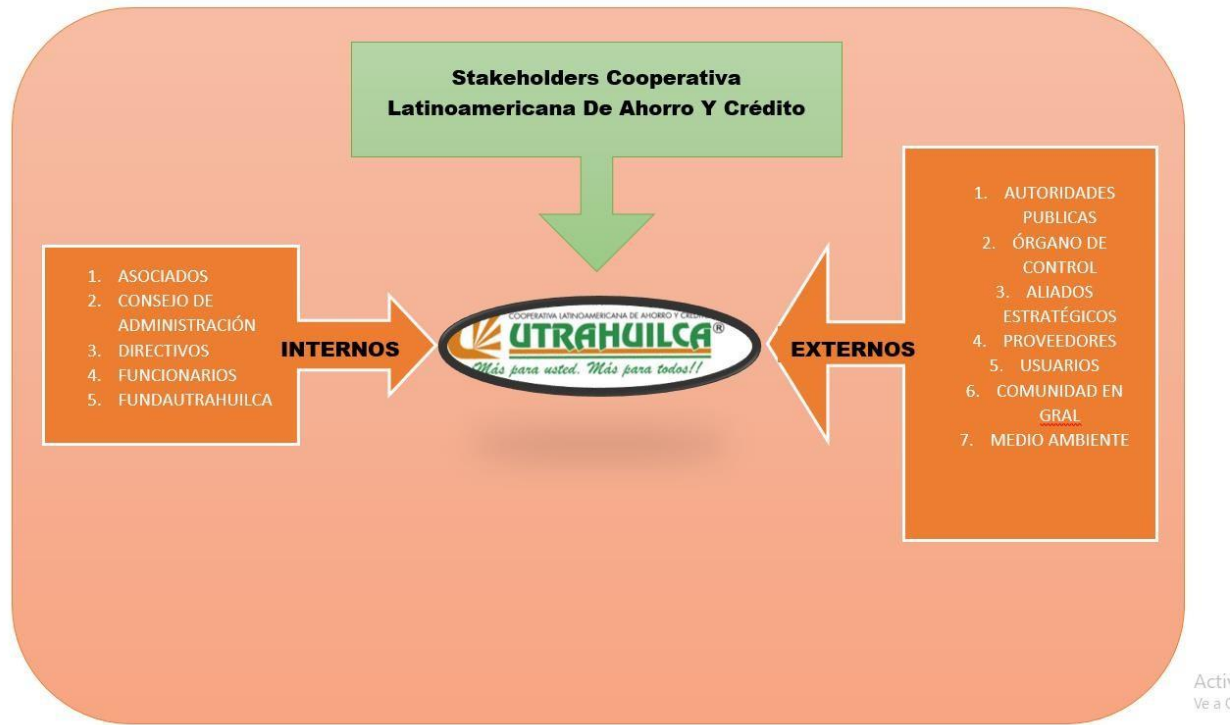 Stakeholders Cooperativa
Latinoamericana De Ahorro Y Crédito
1. ASOCIADOS
2. CONSEJO DE
ADMINISTRACIÓN
3. DIRECTIVOS
4. FUNCIONARIOS
5. FUNDAUTRAHUILCA
INTERNOS
COOPERATIVA LATINOAMERICANA DE AHORRO Y CRÉDITO
UTRAHUILCA®
Más para usted. Más para todos!!
EXTERNOS
1. AUTORIDADES
PUBLICAS
2. ÓRGANO DE
CONTROL
3. ALIADOS
ESTRATÉGICOS
4. PROVEEDORES
5. USUARIOS
6. COMUNIDAD EN
GRAL
7. MEDIO AMBIENTE
Activ
Ve a C